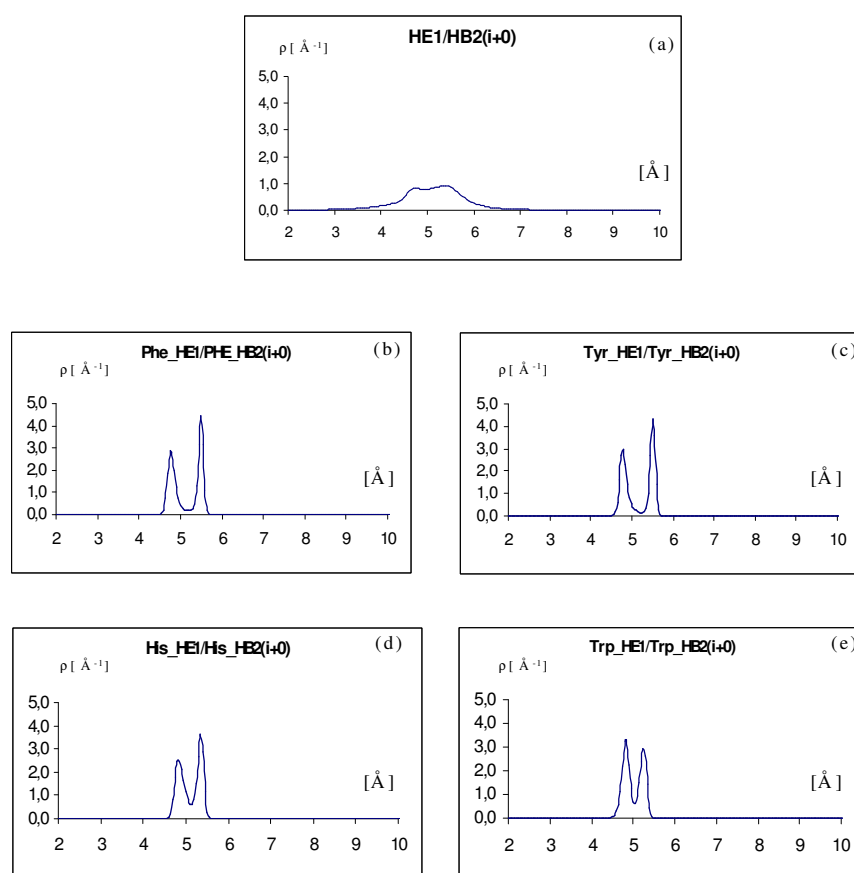 HE1/HB2(i+0)
(a)
ρ [ Å ⁻¹ ]
5,0
4,0
3,0
2,0
1,0
0,0
[Å]
2 3 4 5 6 7 8 9 10
Phe_HE1/PHE_HB2(i+0)
(b)
ρ [ Å ⁻¹ ]
5,0
4,0
3,0
2,0
1,0
0,0
[Å]
2 3 4 5 6 7 8 9 10
Tyr_HE1/Tyr_HB2(i+0)
(c)
ρ [ Å ⁻¹ ]
5,0
4,0
3,0
2,0
1,0
0,0
[Å]
2 3 4 5 6 7 8 9 10
His_HE1/His_HB2(i+0)
(d)
ρ [ Å ⁻¹ ]
5,0
4,0
3,0
2,0
1,0
0,0
[Å]
2 3 4 5 6 7 8 9 10
Trp_HE1/Trp_HB2(i+0)
(e)
ρ [ Å ⁻¹ ]
5,0
4,0
3,0
2,0
1,0
0,0
[Å]
2 3 4 5 6 7 8 9 10